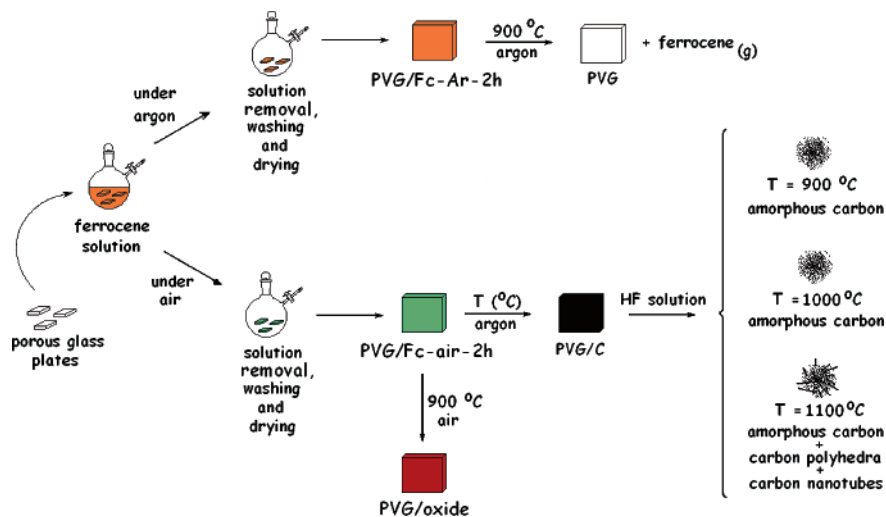 under
argon
solution
removal,
washing
and
drying
PVG/Fc-Ar-2h
900 °C
argon
PVG
+ ferrocene (g)
ferrocene
solution
porous glass
plates
under
air
solution
removal,
washing
and
drying
PVG/Fc-air-2h
T (°C)
argon
PVG/C
HF solution
900 °C
air
PVG/oxide
T = 900 °C
amorphous carbon
T =1000°C
amorphous carbon
T =1100°C
amorphous carbon
+
carbon polyhedra
+
carbon nanotubes